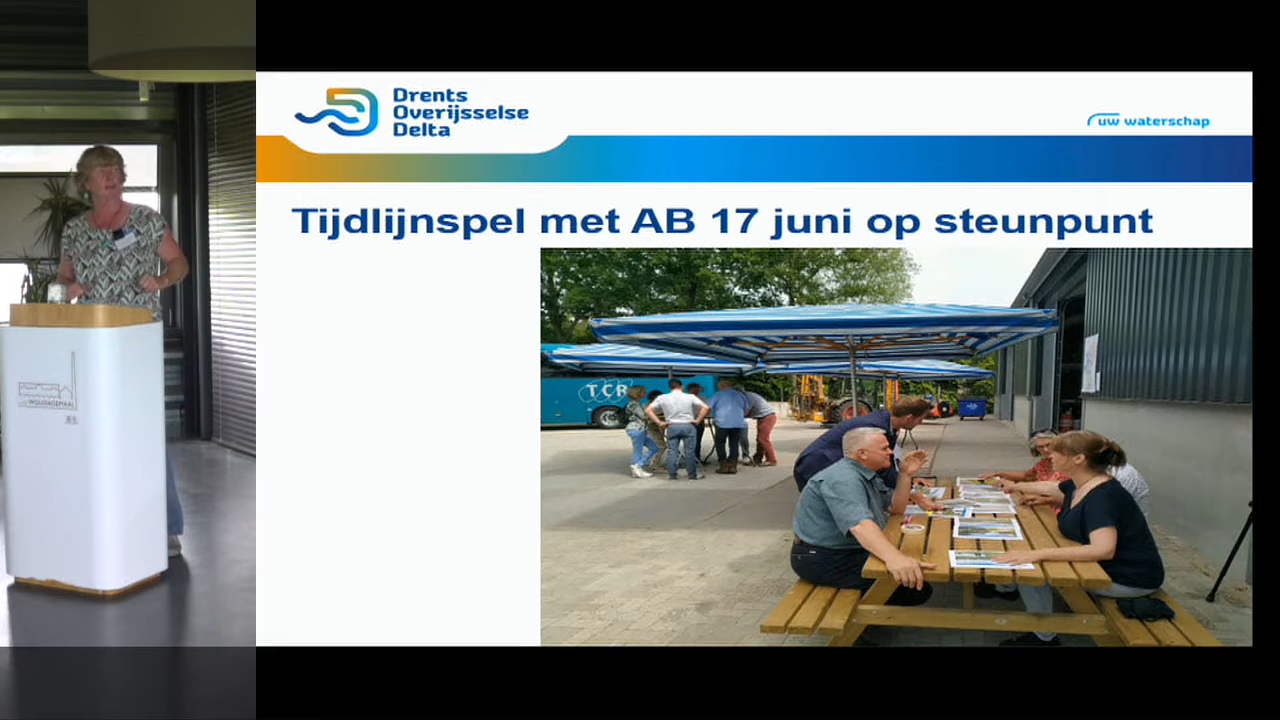 Drents
Overijsselse
Delta
uw waterschap
Tijdlijnspel met AB 17 juni op steunpunt
TCR
WOUDAGEMAAL